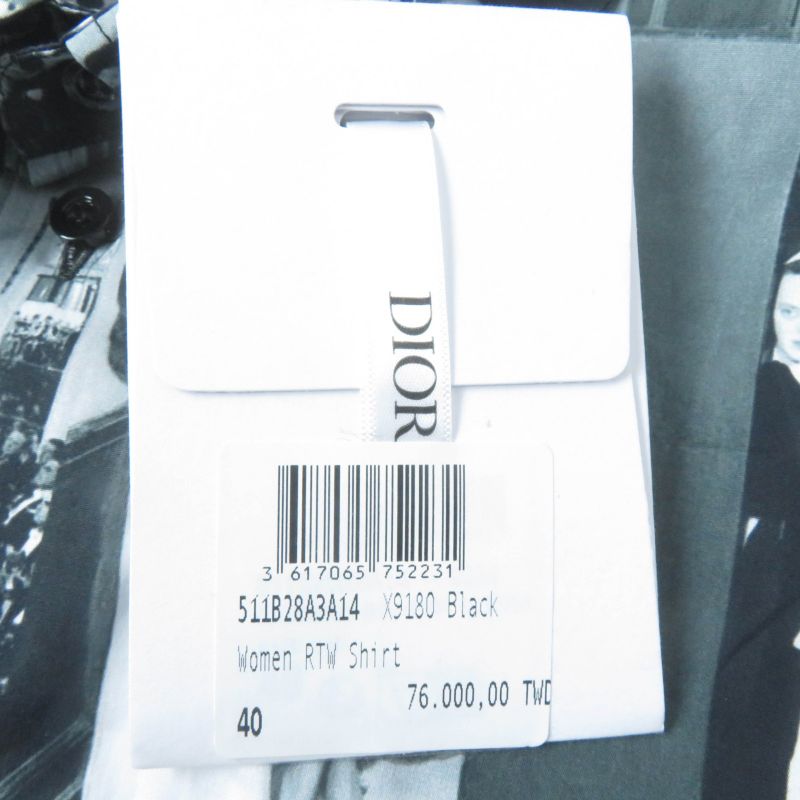 DIOR
3 617065 752231
511B28A3A14 X9180 Black
Women RTW Shirt
76.000,00 TWD
40